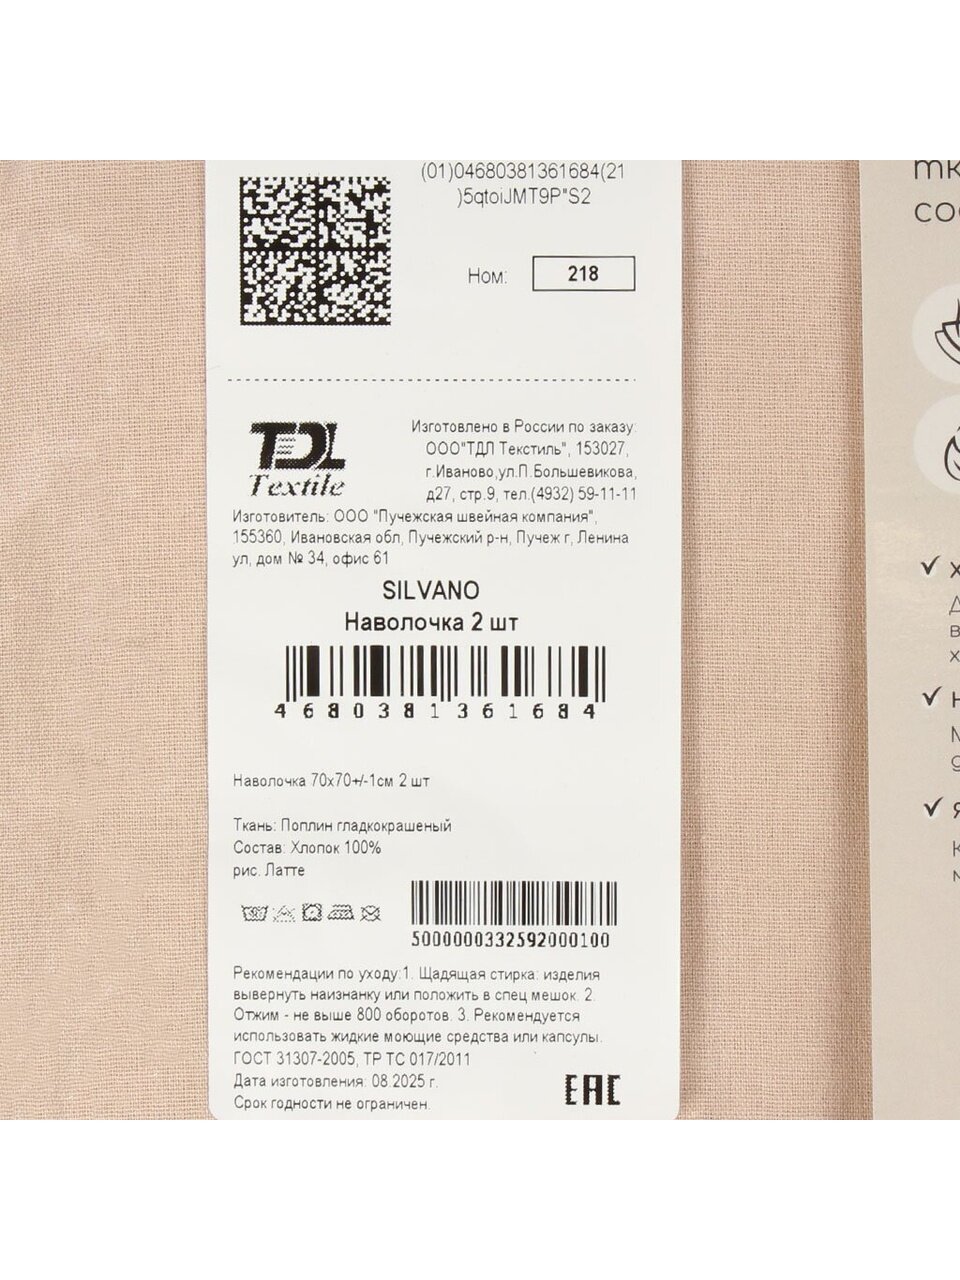 (01)04680381361684(21
)5qtoiJMT9P"S2
Ном: 218
TDL
Textile
Изготовлено в России по заказу:
ООО"ТДЛ Текстиль", 153027,
г.Иваново,ул.П.Большевикова,
д27, стр.9, тел.(4932) 59-11-11
Изготовитель: ООО "Пучежская швейная компания",
155360, Ивановская обл, Пучежский р-н, Пучеж г, Ленина
ул, дом № 34, офис 61
SILVANO
Наволочка 2 шт
4680381361684
Наволочка 70х70+/-1см 2 шт
Ткань: Поплин гладкокрашеный
Состав: Хлопок 100%
рис. Латте
5000000332592000100
Рекомендации по уходу:1. Щадящая стирка: изделия
вывернуть наизнанку или положить в спец мешок. 2.
Отжим - не выше 800 оборотов. 3. Рекомендуется
использовать жидкие моющие средства или капсулы.
ГОСТ 31307-2005, ТР ТС 017/2011
Дата изготовления: 08.2025 г.
Срок годности не ограничен.
EAC